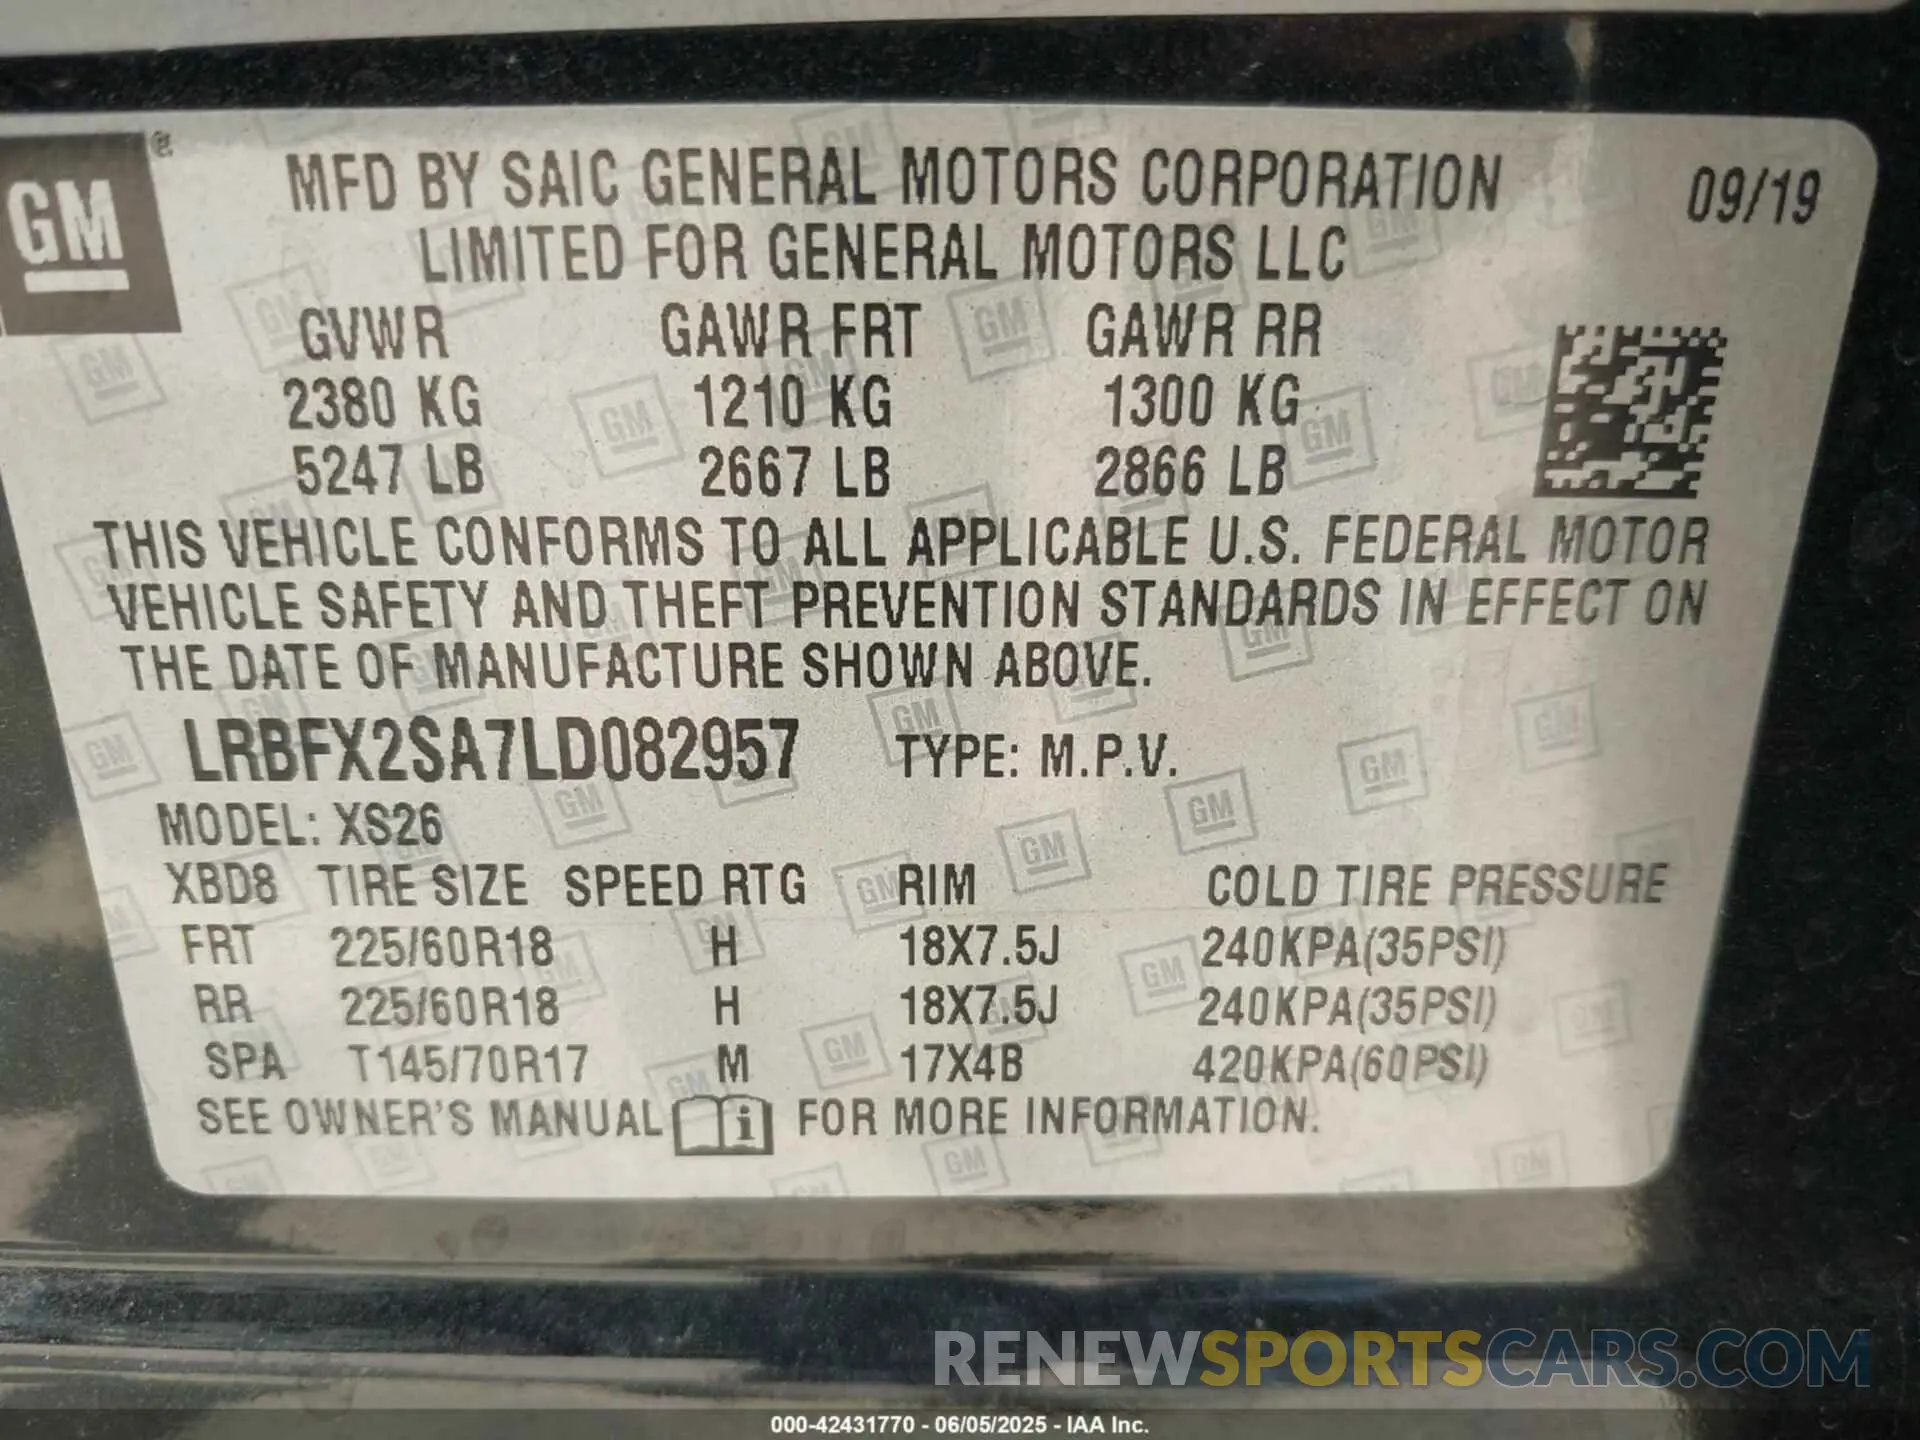 GM
MFD BY SAIC GENERAL MOTORS CORPORATION 09/19
LIMITED FOR GENERAL MOTORS LLC
GVWR GAWR FRT GAWR RR
2380 KG 1210 KG 1300 KG
5247 LB 2667 LB 2866 LB
THIS VEHICLE CONFORMS TO ALL APPLICABLE U.S. FEDERAL MOTOR
VEHICLE SAFETY AND THEFT PREVENTION STANDARDS IN EFFECT ON
THE DATE OF MANUFACTURE SHOWN ABOVE.
LRBFX2SA7LD082957 TYPE: M.P.V.
MODEL: XS26
XBD8 TIRE SIZE SPEED RTG RIM COLD TIRE PRESSURE
FRT 225/60R18 H 18X7.5J 240KPA(35PSI)
RR 225/60R18 H 18X7.5J 240KPA(35PSI)
SPA T145/70R17 M 17X4B 420KPA(60PSI)
SEE OWNER'S MANUAL i FOR MORE INFORMATION.
RENEWSPORTSCARS.COM
000-42431770 - 06/05/2025 - IAA Inc.